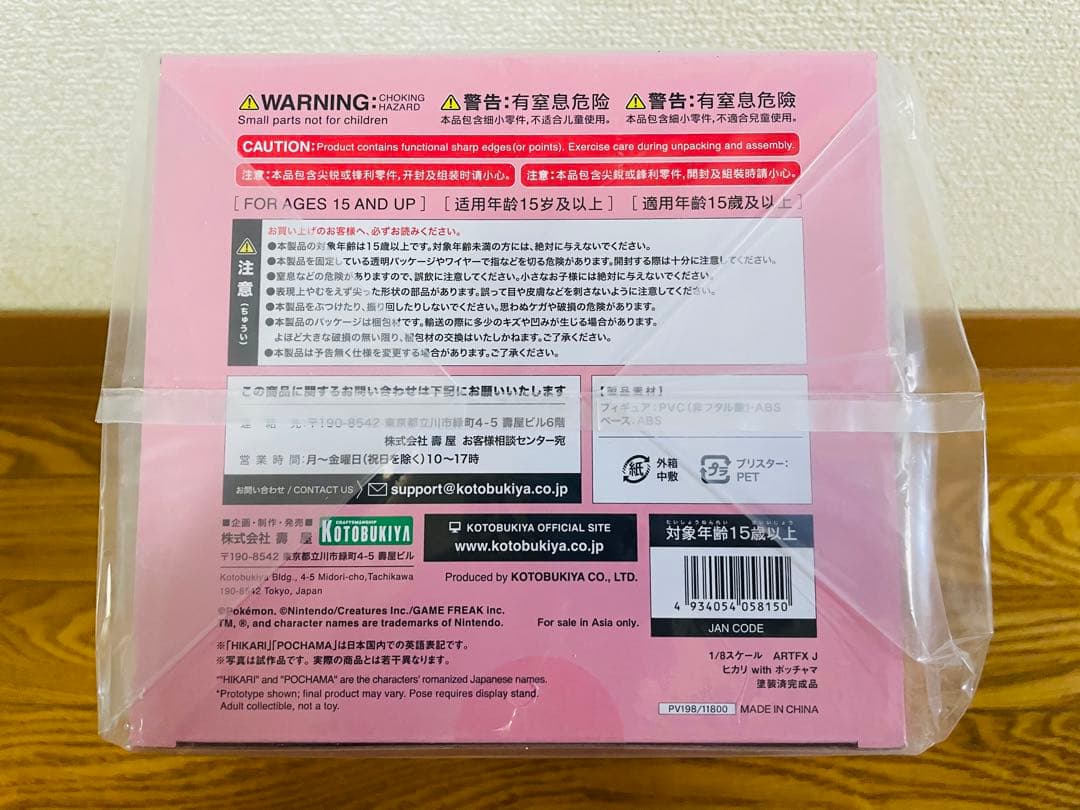 WARNING: CHOKING HAZARD
Small parts not for children
警告:有窒息危险
本品包含细小零件,不适合儿童使用。
警告:有窒息危險
本品包含細小零件,不適合兒童使用。
CAUTION: Product contains functional sharp edges(or points). Exercise care during unpacking and assembly.
注意:本品包含尖锐或锋利零件,开封及组装时请小心。
注意:本品包含尖銳或鋒利零件,開封及組裝時請小心。
[ FOR AGES 15 AND UP ] [ 适用年龄15岁及以上 ] [ 適用年齡15歲及以上 ]
注意
ちゅうい
お買い上げのお客様へ、必ずお読みください。
●本製品の対象年齢は15歳以上です。対象年齢未満の方には、絶対に与えないでください。
●本製品を固定している透明パッケージやワイヤーで指などを切る危険があります。開封する際は十分に注意してください。
●窒息などの危険がありますので、誤飲に注意してください。小さなお子様には絶対に与えないでください。
●表現上やむをえず尖った形状の部品があります。誤って目や皮膚などを刺さないように注意してください。
●本製品をぶつけたり、振り回したりしないでください。思わぬケガや破損の危険があります。
●本製品のパッケージは梱包材です。輸送の際に多少のキズや凹みが生じる場合があります。
よほど大きな破損の無い限り、梱包材の交換はいたしかねます。ご了承ください。
●本製品は予告無く仕様を変更する場合があります。ご了承ください。
この商品に関するお問い合わせは下記にお願いいたします
連絡先:〒190-8542 東京都立川市緑町4-5 壽屋ビル6階
株式会社 壽屋 お客様相談センター宛
営業時間:月〜金曜日(祝日を除く)10〜17時
お問い合わせ / CONTACT US support@kotobukiya.co.jp
【製品素材】
フィギュア:PVC(非フタル酸)・ABS
ベース:ABS
紙 外箱
中敷
プラ ブリスター:
PET
■企画・制作・発売■
株式会社 壽屋
CRAFTSMANSHIP
KOTOBUKIYA
〒190-8542 東京都立川市緑町4-5 壽屋ビル
Kotobukiya Bldg., 4-5 Midori-cho,Tachikawa
190-8542 Tokyo, Japan
KOTOBUKIYA OFFICIAL SITE
www.kotobukiya.co.jp
Produced by KOTOBUKIYA CO., LTD.
たいしょうねんれい さいいじょう
対象年齢15歳以上
4 934054 058150
JAN CODE
©Pokémon. ©Nintendo/Creatures Inc./GAME FREAK inc.
TM, ®, and character names are trademarks of Nintendo.
For sale in Asia only.
※「HIKARI」「POCHAMA」は日本国内での英語表記です。
※写真は試作品です。実際の商品とは若干異なります。
*"HIKARI" and "POCHAMA" are the characters' romanized Japanese names.
*Prototype shown; final product may vary. Pose requires display stand.
Adult collectible, not a toy.
1/8スケール ARTFX J
ヒカリ with ポッチャマ
塗装済完成品
PV198/11800 MADE IN CHINA